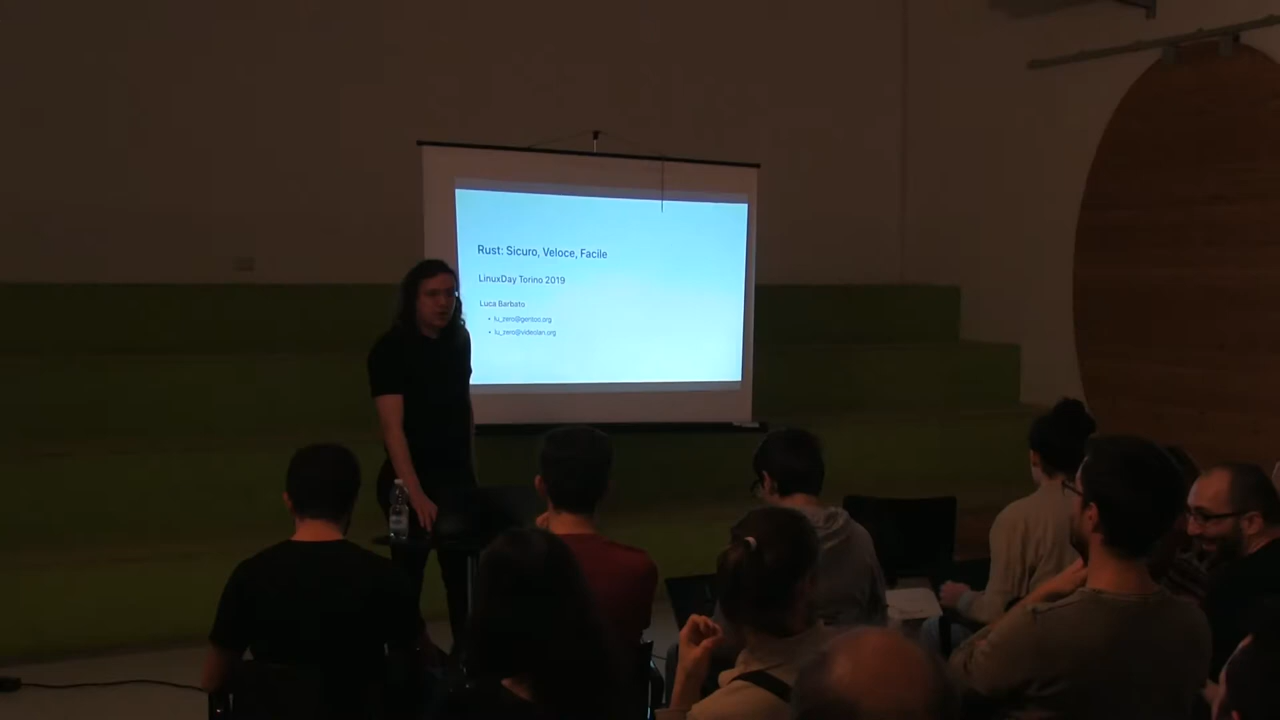 Rust: Sicuro, Veloce, Facile
LinuxDay Torino 2019
Luca Barbato
• lu_zero@gentoo.org
• lu_zero@videolan.org